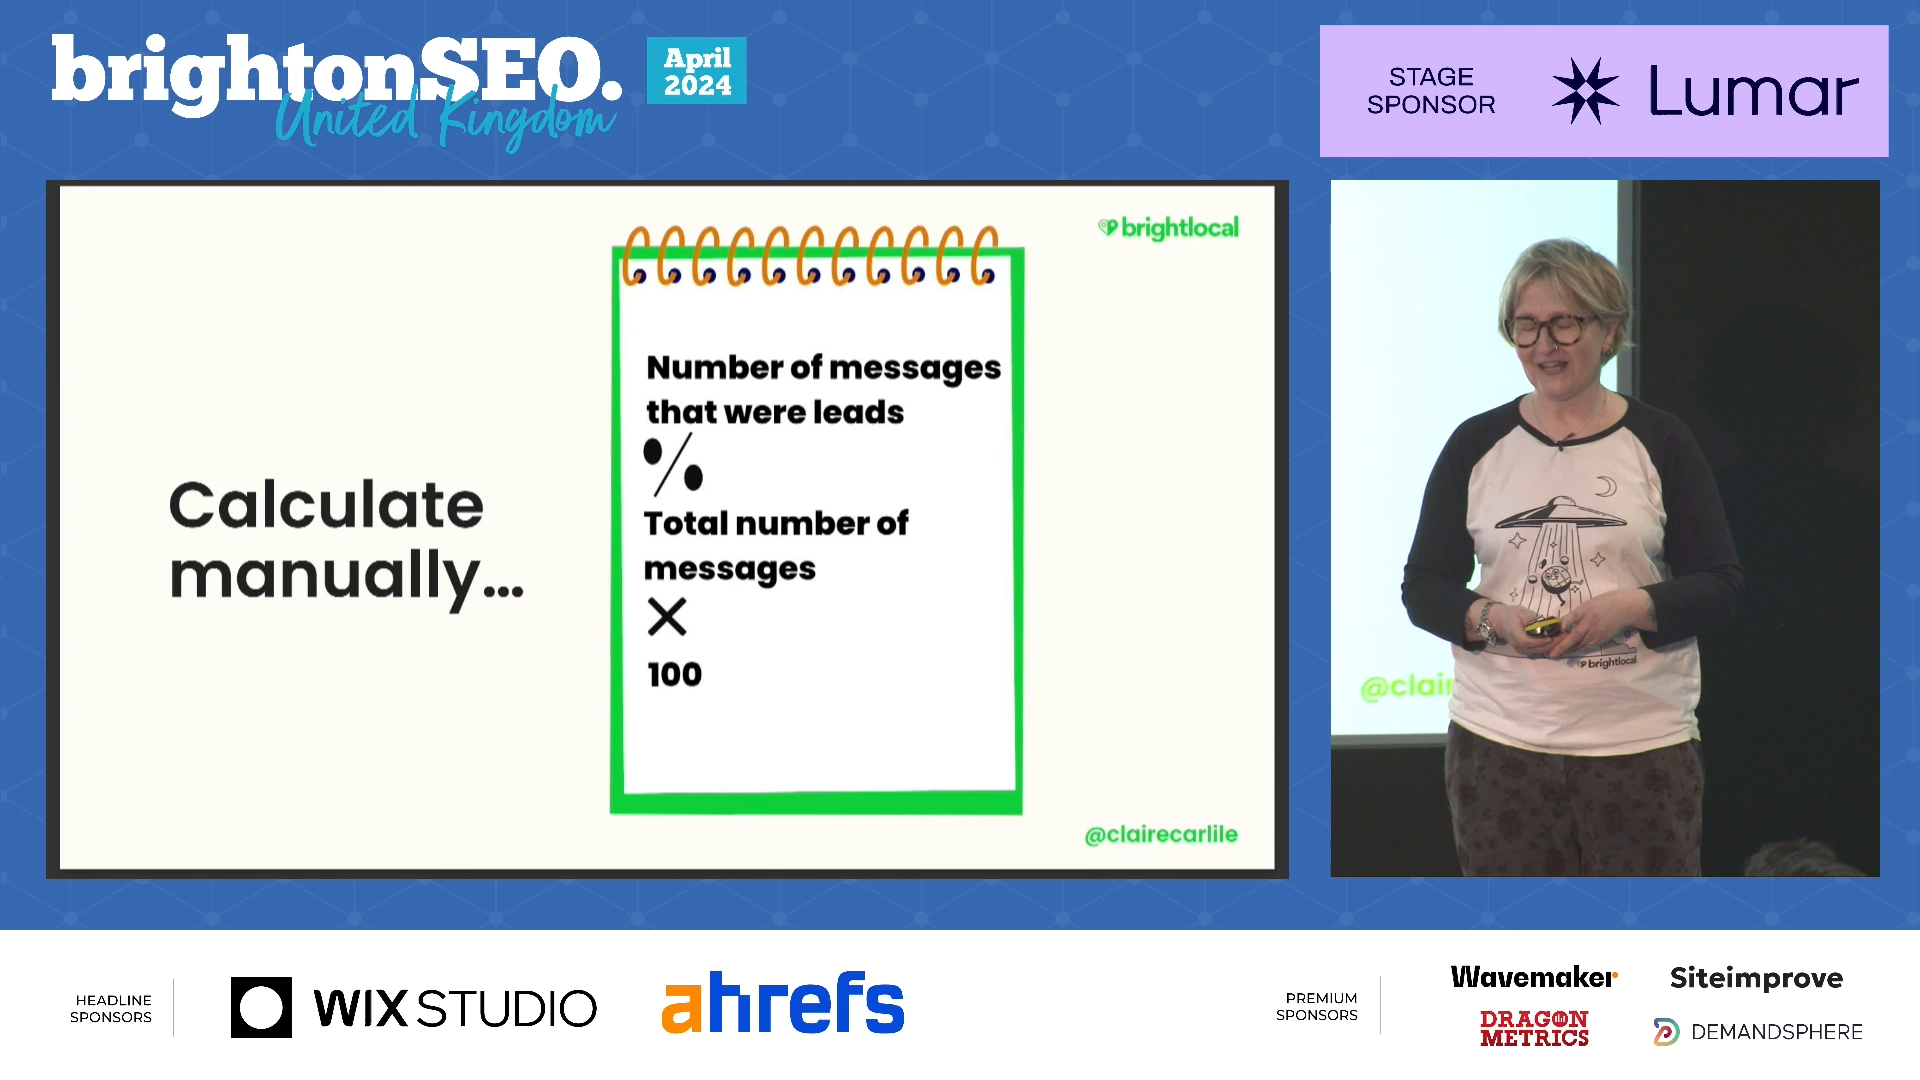 brightonSEO.
United Kingdom
April
2024
STAGE
SPONSOR
Lumar
brightlocal
Calculate
manually...
Number of messages
that were leads
%
Total number of
messages
X
100
@clairecarlile
@clair
brightlocal
HEADLINE
SPONSORS
WIX STUDIO
ahrefs
PREMIUM
SPONSORS
Wavemaker
Siteimprove
DRAGON
METRICS
DEMANDSPHERE